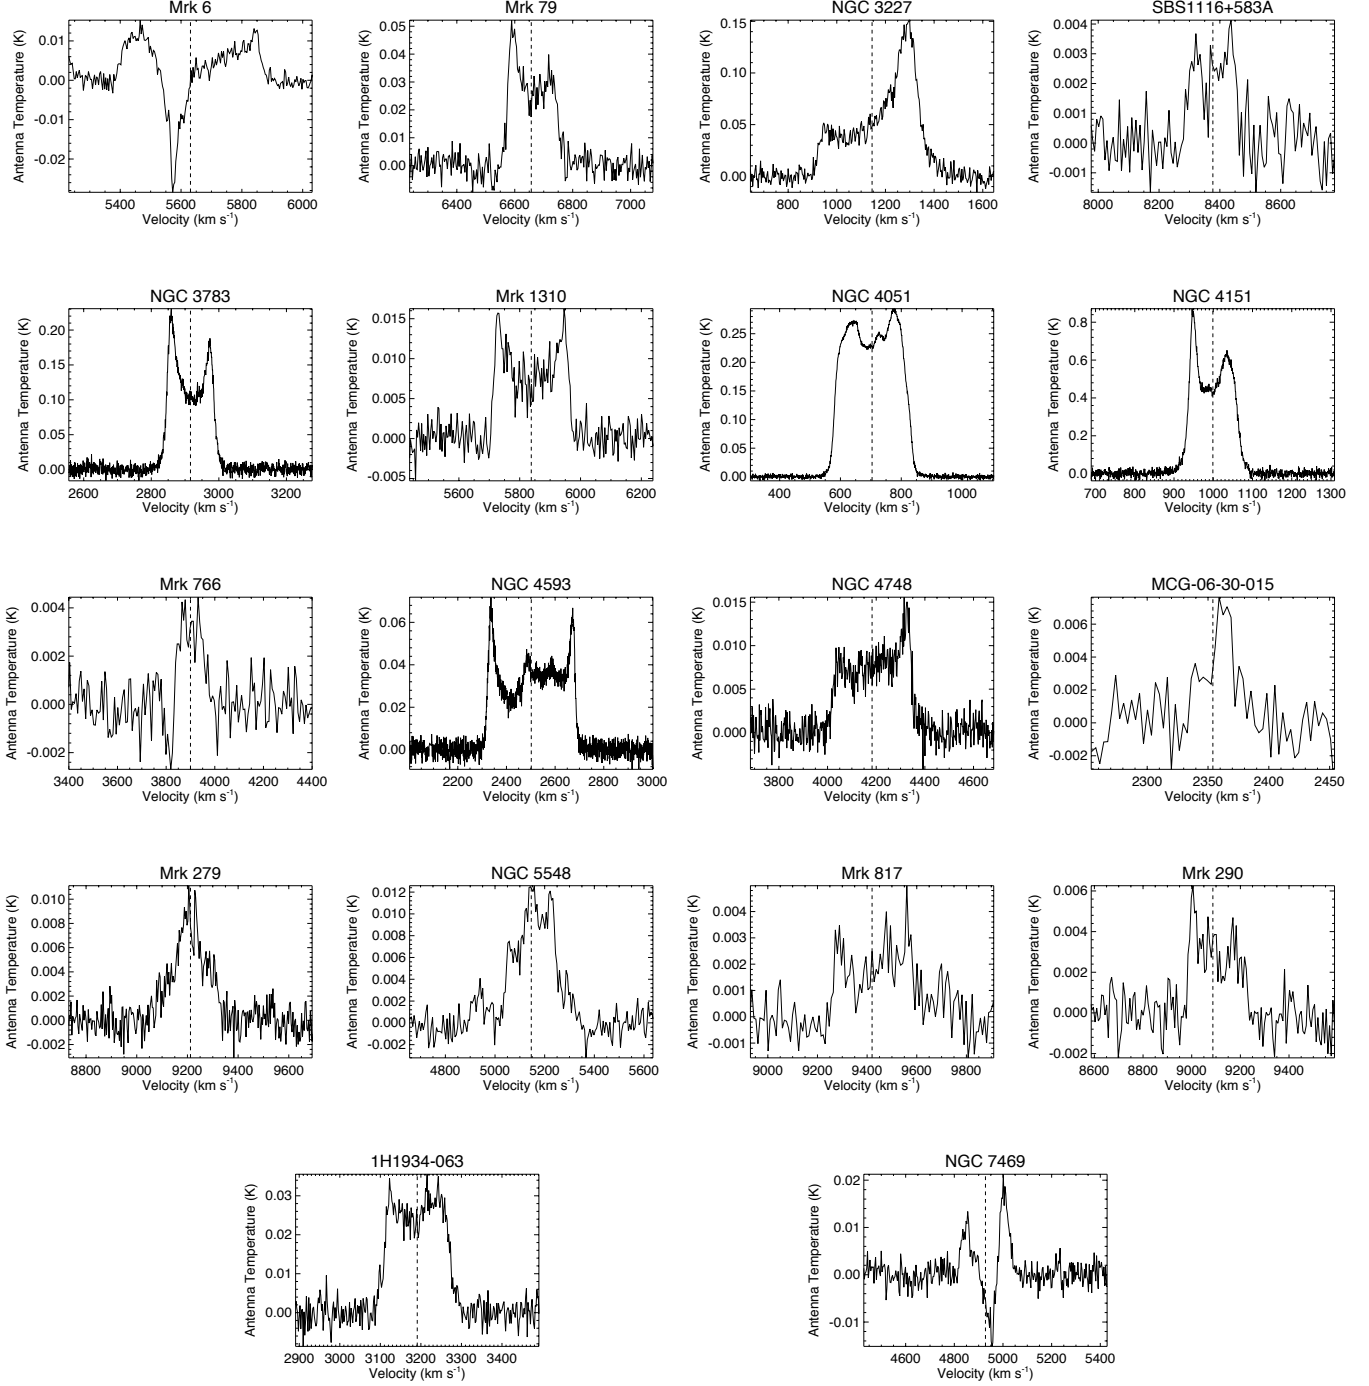 Mrk 6
Mrk 79
NGC 3227
SBS1116+583A
Antenna Temperature (K)
0.01
0.00
-0.01
-0.02
5400 5600 5800 6000
Velocity (km s⁻¹)
Antenna Temperature (K)
0.05
0.04
0.03
0.02
0.01
0.00
6400 6600 6800 7000
Velocity (km s⁻¹)
Antenna Temperature (K)
0.15
0.10
0.05
0.00
800 1000 1200 1400 1600
Velocity (km s⁻¹)
Antenna Temperature (K)
0.004
0.003
0.002
0.001
0.000
-0.001
8000 8200 8400 8600
Velocity (km s⁻¹)
NGC 3783
Mrk 1310
NGC 4051
NGC 4151
Antenna Temperature (K)
0.20
0.15
0.10
0.05
0.00
2600 2800 3000 3200
Velocity (km s⁻¹)
Antenna Temperature (K)
0.015
0.010
0.005
0.000
-0.005
5600 5800 6000 6200
Velocity (km s⁻¹)
Antenna Temperature (K)
0.25
0.20
0.15
0.10
0.05
0.00
400 600 800 1000
Velocity (km s⁻¹)
Antenna Temperature (K)
0.8
0.6
0.4
0.2
0.0
700 800 900 1000 1100 1200 1300
Velocity (km s⁻¹)
Mrk 766
NGC 4593
NGC 4748
MCG-06-30-015
Antenna Temperature (K)
0.004
0.002
0.000
-0.002
3400 3600 3800 4000 4200 4400
Velocity (km s⁻¹)
Antenna Temperature (K)
0.06
0.04
0.02
0.00
2200 2400 2600 2800 3000
Velocity (km s⁻¹)
Antenna Temperature (K)
0.015
0.010
0.005
0.000
3800 4000 4200 4400 4600
Velocity (km s⁻¹)
Antenna Temperature (K)
0.006
0.004
0.002
0.000
-0.002
2300 2350 2400 2450
Velocity (km s⁻¹)
Mrk 279
NGC 5548
Mrk 817
Mrk 290
Antenna Temperature (K)
0.010
0.008
0.006
0.004
0.002
0.000
-0.002
8800 9000 9200 9400 9600
Velocity (km s⁻¹)
Antenna Temperature (K)
0.012
0.010
0.008
0.006
0.004
0.002
0.000
-0.002
4800 5000 5200 5400 5600
Velocity (km s⁻¹)
Antenna Temperature (K)
0.004
0.003
0.002
0.001
0.000
-0.001
9000 9200 9400 9600 9800
Velocity (km s⁻¹)
Antenna Temperature (K)
0.006
0.004
0.002
0.000
-0.002
8600 8800 9000 9200 9400
Velocity (km s⁻¹)
1H1934-063
NGC 7469
Antenna Temperature (K)
0.03
0.02
0.01
0.00
2900 3000 3100 3200 3300 3400
Velocity (km s⁻¹)
Antenna Temperature (K)
0.02
0.01
0.00
-0.01
4600 4800 5000 5200 5400
Velocity (km s⁻¹)